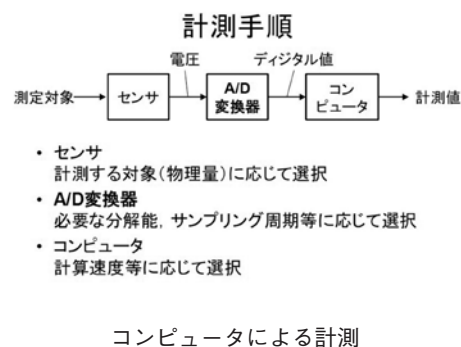 計測手順
電圧
ディジタル値
測定対象
センサ
A/D
変換器
コン
ピュータ
計測値
・ センサ
計測する対象(物理量)に応じて選択
・ A/D変換器
必要な分解能, サンプリング周期等に応じて選択
・ コンピュータ
計算速度等に応じて選択
コンピュータによる計測